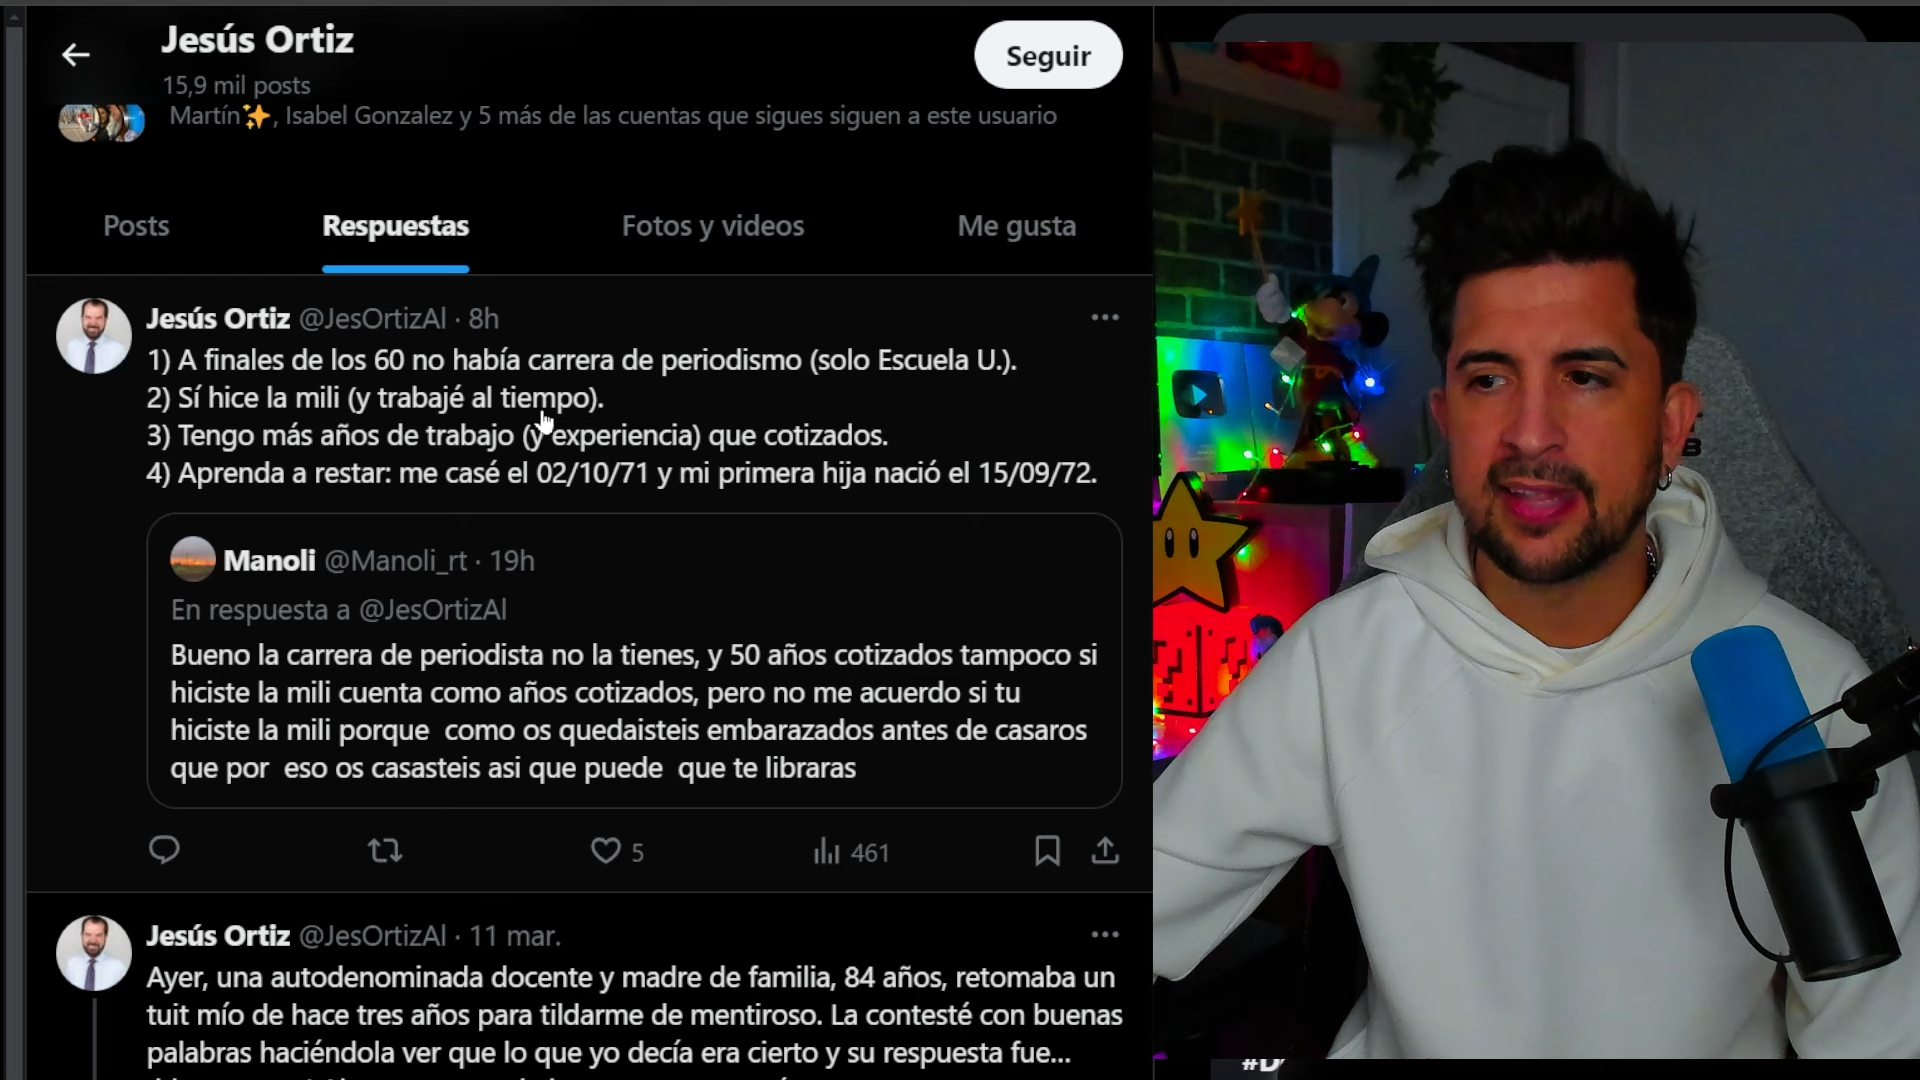 Jesús Ortiz
15,9 mil posts
Seguir
Martín✨, Isabel Gonzalez y 5 más de las cuentas que sigues siguen a este usuario
Posts
Respuestas
Fotos y videos
Me gusta
Jesús Ortiz @JesOrtizAl · 8h
1) A finales de los 60 no había carrera de periodismo (solo Escuela U.).
2) Sí hice la mili (y trabajé al tiempo).
3) Tengo más años de trabajo (y experiencia) que cotizados.
4) Aprenda a restar: me casé el 02/10/71 y mi primera hija nació el 15/09/72.
Manoli @Manoli_rt · 19h
En respuesta a @JesOrtizAl
Bueno la carrera de periodista no la tienes, y 50 años cotizados tampoco si
hiciste la mili cuenta como años cotizados, pero no me acuerdo si tu
hiciste la mili porque  como os quedaisteis embarazados antes de casaros
que por  eso os casasteis asi que puede  que te libraras
5
461
Jesús Ortiz @JesOrtizAl · 11 mar.
Ayer, una autodenominada docente y madre de familia, 84 años, retomaba un
tuit mío de hace tres años para tildarme de mentiroso. La contesté con buenas
palabras haciéndola ver que lo que yo decía era cierto y su respuesta fue...